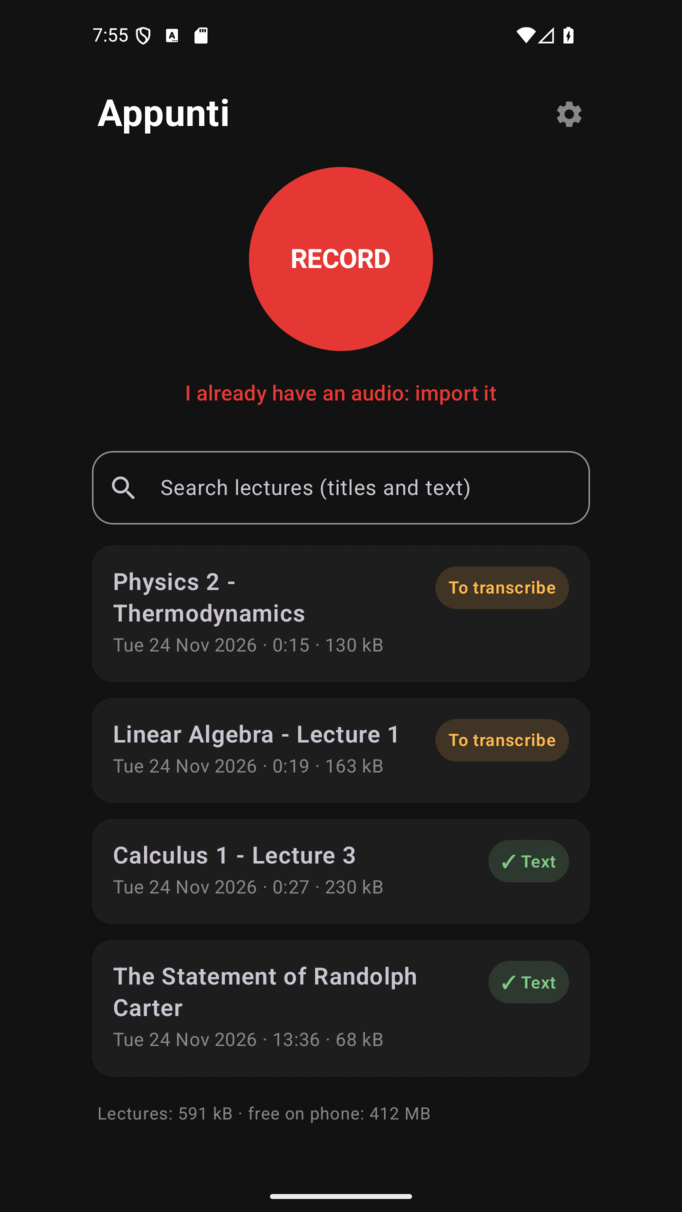 7:55
Appunti
RECORD
I already have an audio: import it
Search lectures (titles and text)
Physics 2 -
Thermodynamics
To transcribe
Tue 24 Nov 2026 · 0:15 · 130 kB
Linear Algebra - Lecture 1
To transcribe
Tue 24 Nov 2026 · 0:19 · 163 kB
Calculus 1 - Lecture 3
✓ Text
Tue 24 Nov 2026 · 0:27 · 230 kB
The Statement of Randolph
Carter
✓ Text
Tue 24 Nov 2026 · 13:36 · 68 kB
Lectures: 591 kB · free on phone: 412 MB